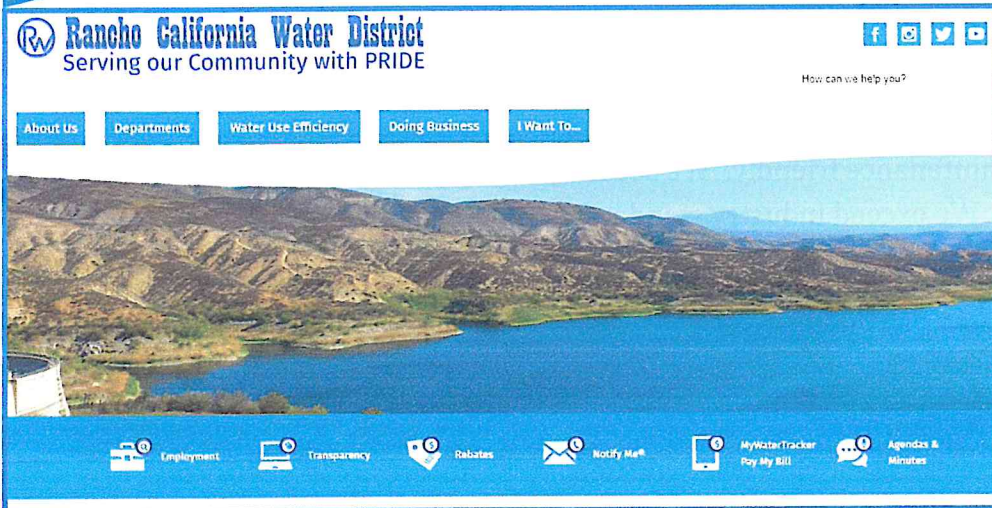 RW Rancho California Water District
Serving our Community with PRIDE
How can we help you?
About Us
Departments
Water Use Efficiency
Doing Business
I Want To...
Employment
Transparency
Rebates
Notify Me®
MyWaterTracker
Pay My Bill
Agendas &
Minutes